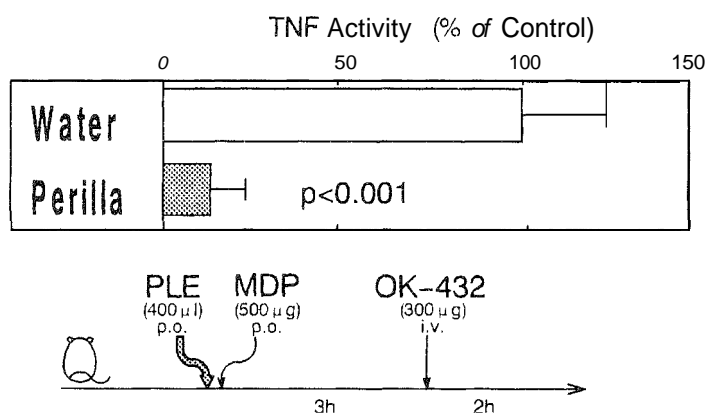 TNF Activity (% of Control)
0 50 100 150
Water
Perilla p<0.001
PLE MDP OK-432
(400 μl) (500 μg) (300 μg)
p.o. p.o. i.v.
3h 2h